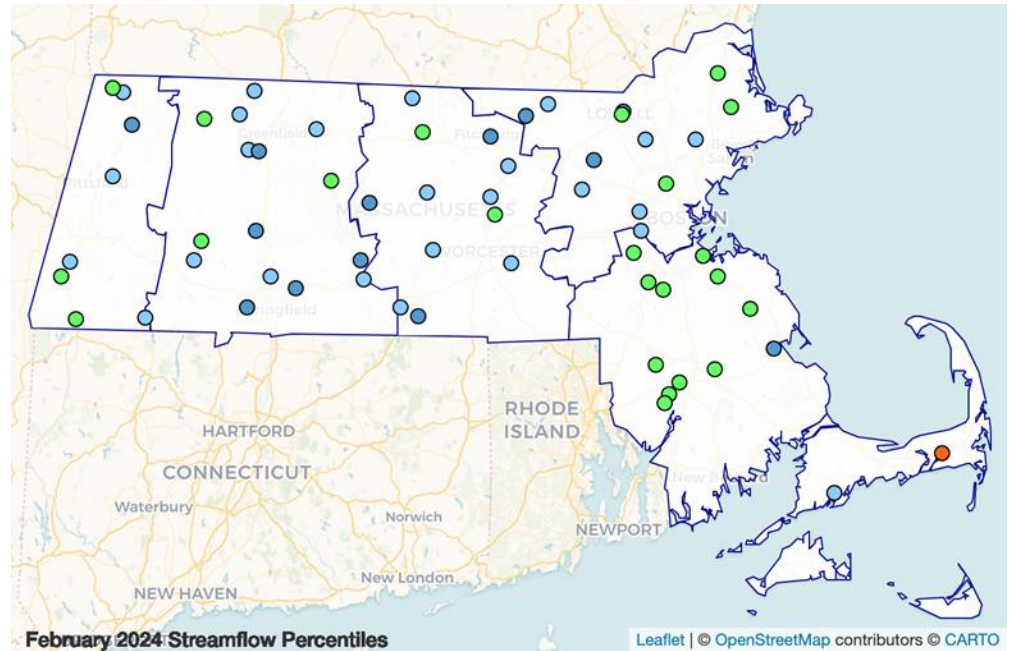 LOWELL
Greenfield
Fitchburg
Salem
Pittsfield
MASSACHUSETTS
BOSTON
WORCESTER
Springfield
RHODE
ISLAND
HARTFORD
CONNECTICUT
New Bedford
Waterbury
Norwich
NEWPORT
New London
NEW HAVEN
February 2024 Streamflow Percentiles
Leaflet | © OpenStreetMap contributors © CARTO